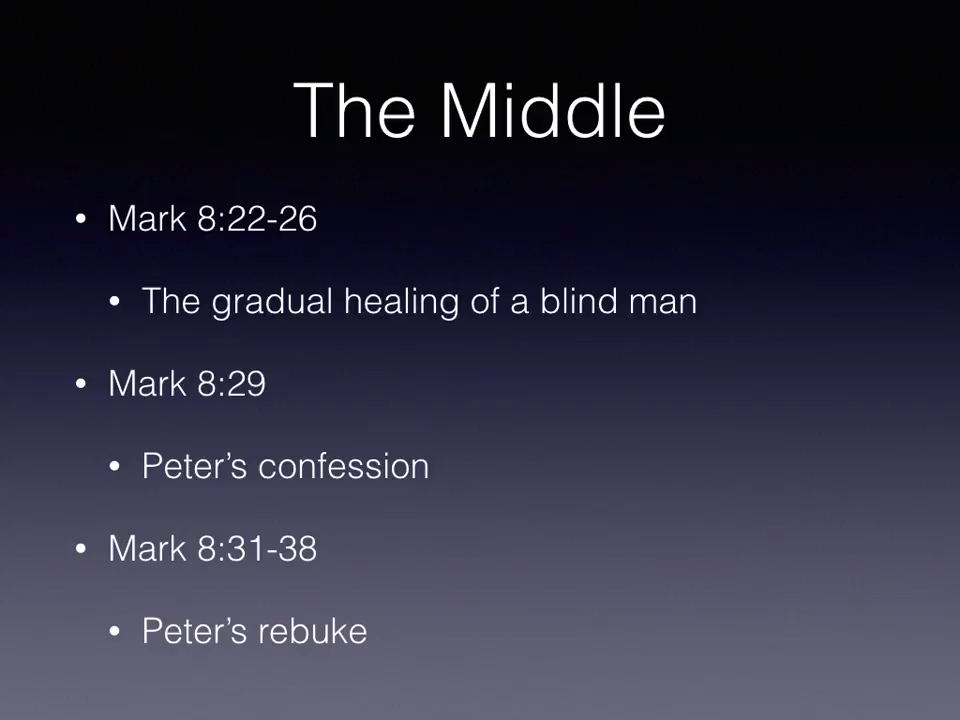 The Middle
• Mark 8:22-26
• The gradual healing of a blind man
• Mark 8:29
• Peter’s confession
• Mark 8:31-38
• Peter’s rebuke